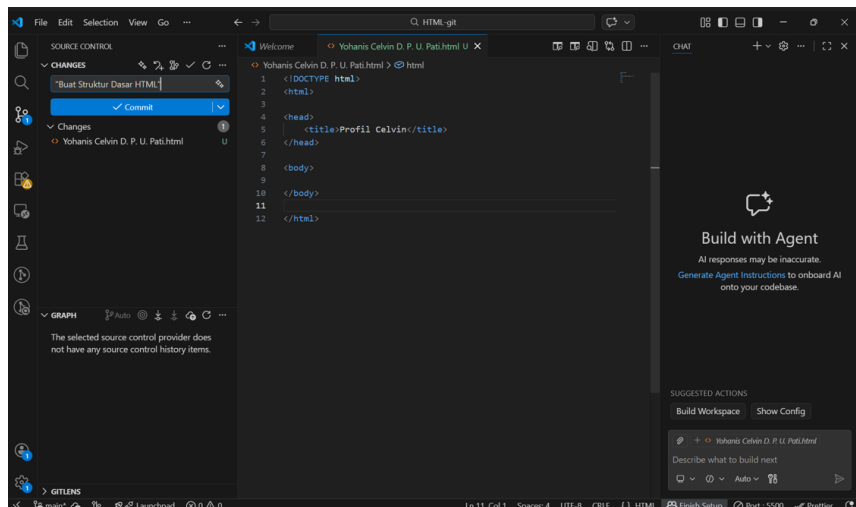 File Edit Selection View Go ··· HTML-git
SOURCE CONTROL ···
CHANGES ···
"Buat Struktur Dasar HTML"
Commit
Changes 1
Yohanis Celvin D. P. U. Pati.html U
GRAPH Auto ···
The selected source control provider does
not have any source control history items.
GITLENS
main* Launchpad 0 0
Welcome Yohanis Celvin D. P. U. Pati.html U
Yohanis Celvin D. P. U. Pati.html > html
1 <!DOCTYPE html>
2 <html>
3
4 <head>
5 <title>Profil Celvin</title>
6 </head>
7
8 <body>
9
10 </body>
11
12 </html>
CHAT
Build with Agent
AI responses may be inaccurate.
Generate Agent Instructions to onboard AI
onto your codebase.
SUGGESTED ACTIONS
Build Workspace Show Config
Yohanis Celvin D. P. U. Pati.html
Describe what to build next
Auto
Ln 11, Col 1 Spaces: 4 UTF-8 CRLF {} HTML Finish Setup Port : 5500 Prettier